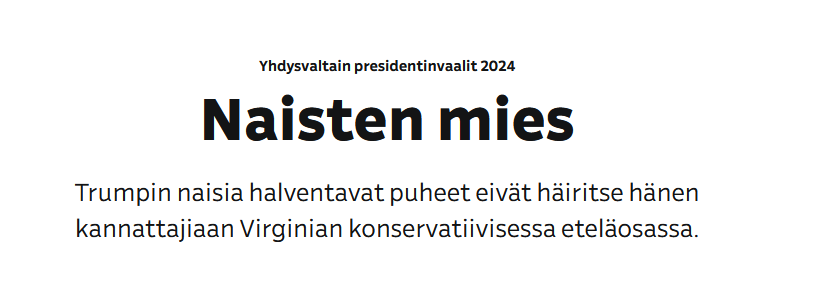 Yhdysvaltain presidentinvaalit 2024
Naisten mies
Trumpin naisia halventavat puheet eivät häiritse hänen
kannattajiaan Virginian konservatiivisessa eteläosassa.